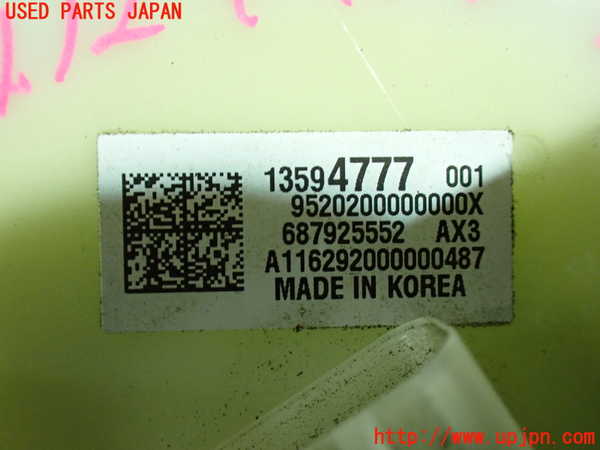 USED PARTS JAPAN
13594777 001
9520200000000X
687925552 AX3
A116292000000487
MADE IN KOREA
http://www.upjpn.com/